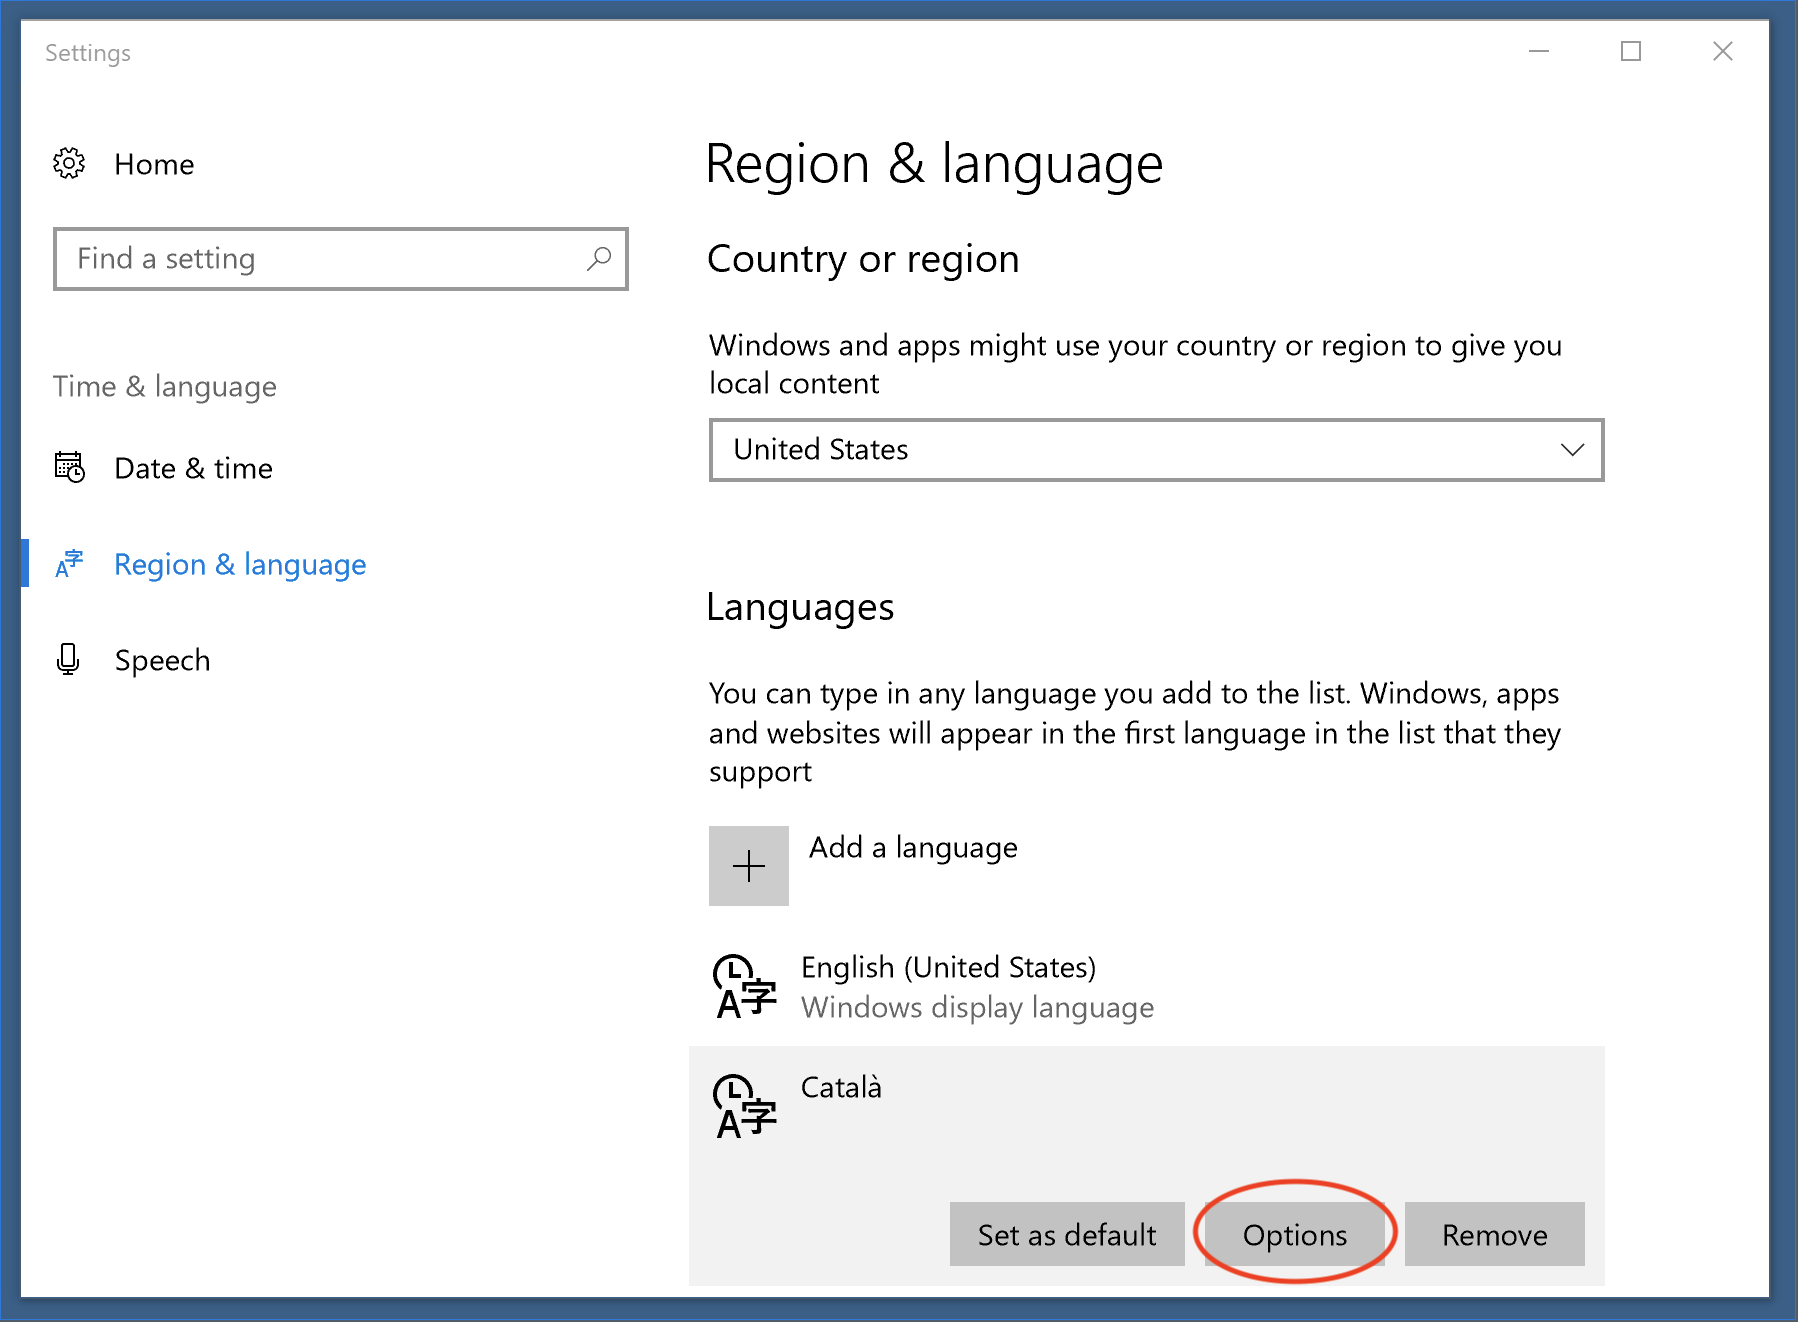 Settings
Home
Find a setting
Time & language
Date & time
Region & language
Speech
Region & language
Country or region
Windows and apps might use your country or region to give you
local content
United States
Languages
You can type in any language you add to the list. Windows, apps
and websites will appear in the first language in the list that they
support
Add a language
English (United States)
Windows display language
Català
Set as default
Options
Remove